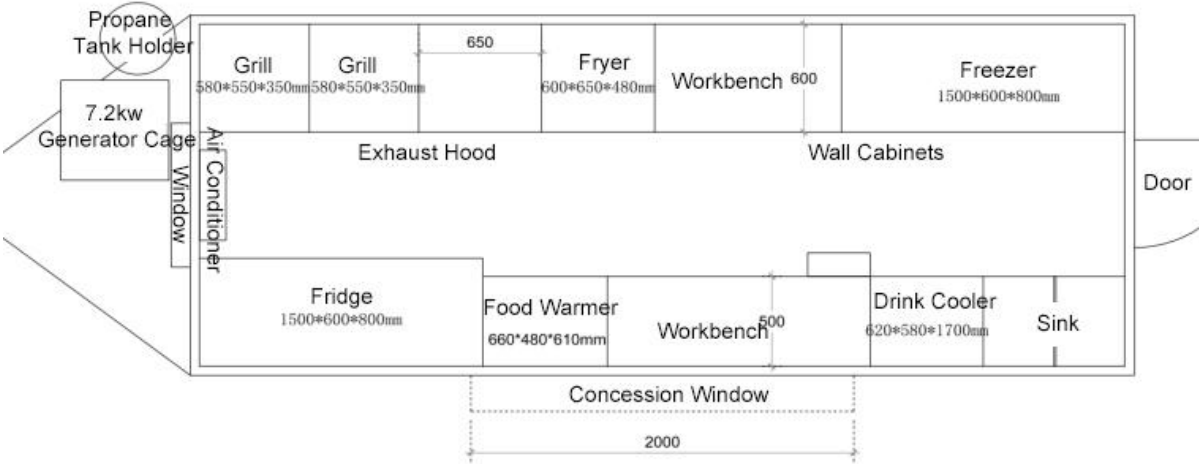 Propane
Tank Holder
7.2kw
Generator Cage
Window
Air Conditioner
Grill
580*550*350mm
Grill
580*550*350mm
650
Fryer
600*650*480mm
Workbench
600
Freezer
1500*600*800mm
Exhaust Hood
Wall Cabinets
Door
Fridge
1500*600*800mm
Food Warmer
660*480*610mm
Workbench
500
Drink Cooler
620*580*1700mm
Sink
Concession Window
2000